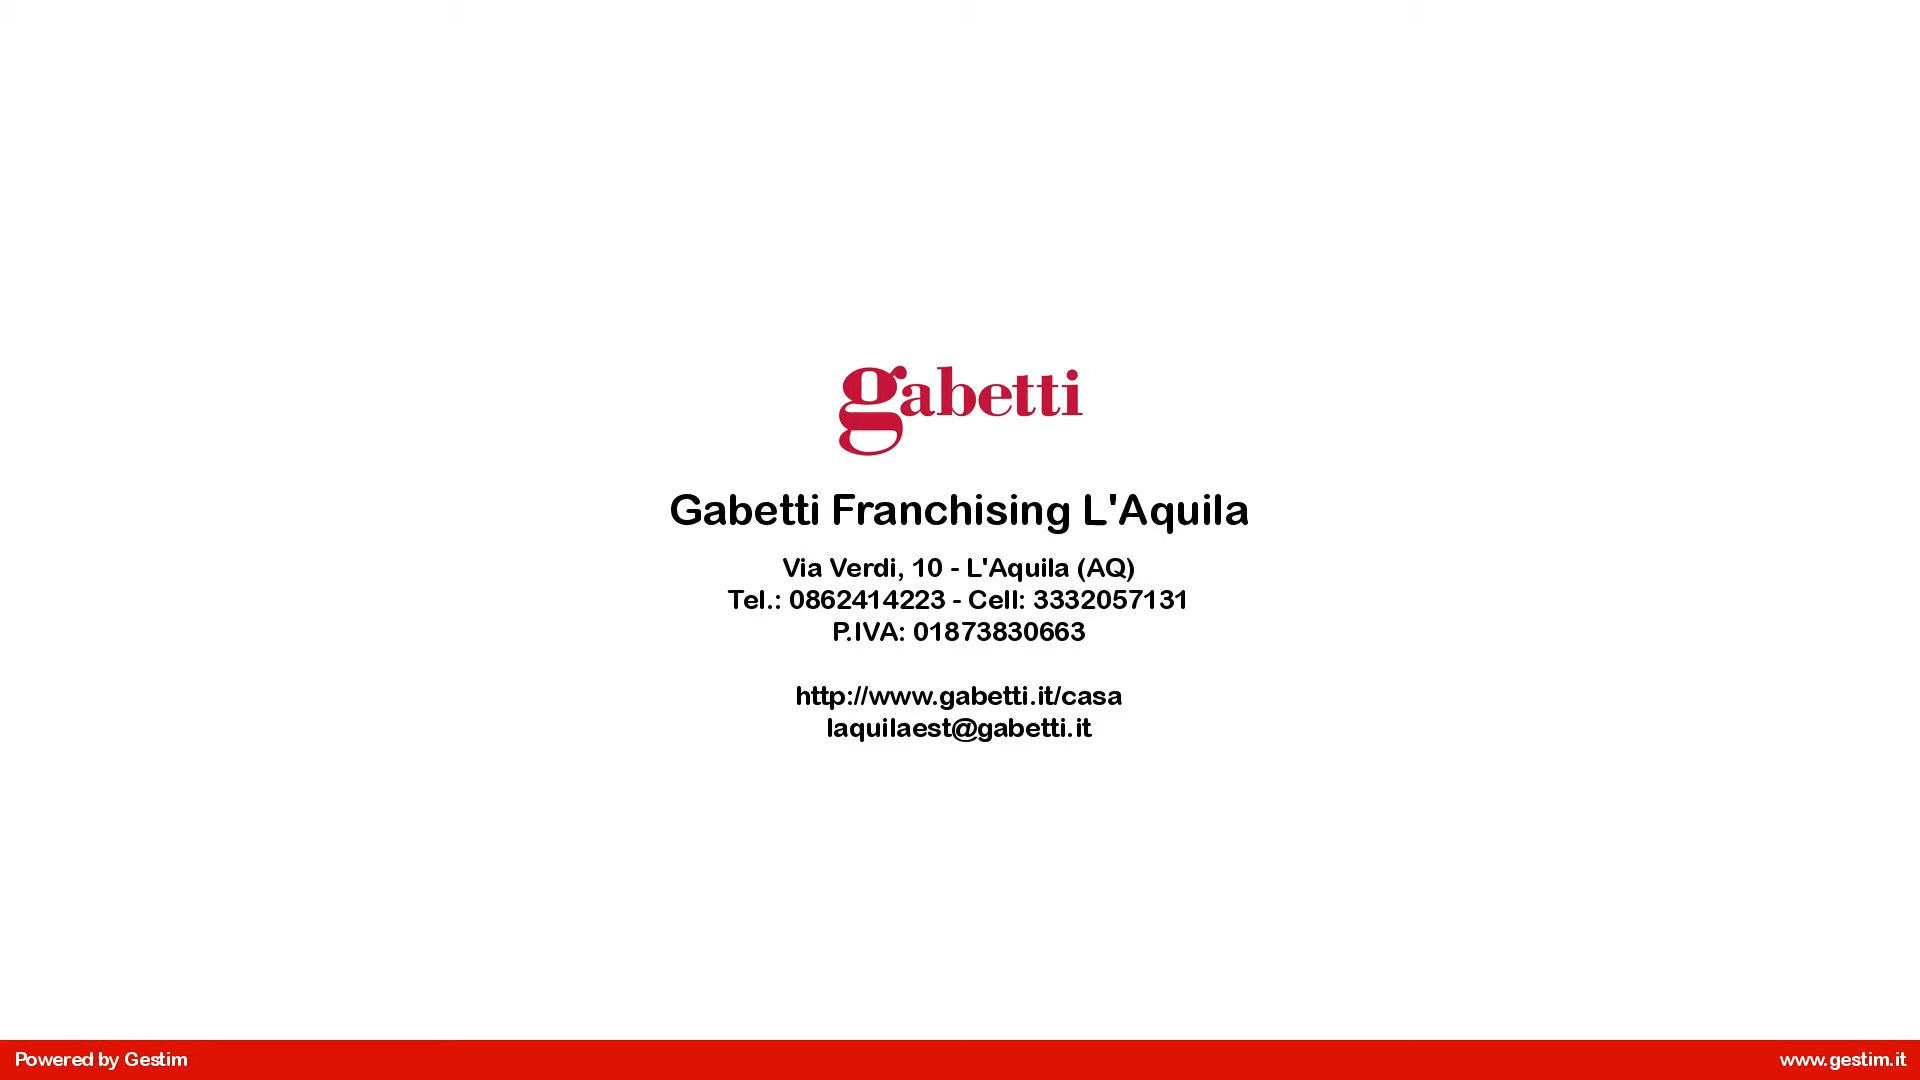 gabetti
Gabetti Franchising L'Aquila
Via Verdi, 10 - L'Aquila (AQ)
Tel.: 0862414223 - Cell: 3332057131
P.IVA: 01873830663
http://www.gabetti.it/casa
laquilaest@gabetti.it
Powered by Gestim
www.gestim.it